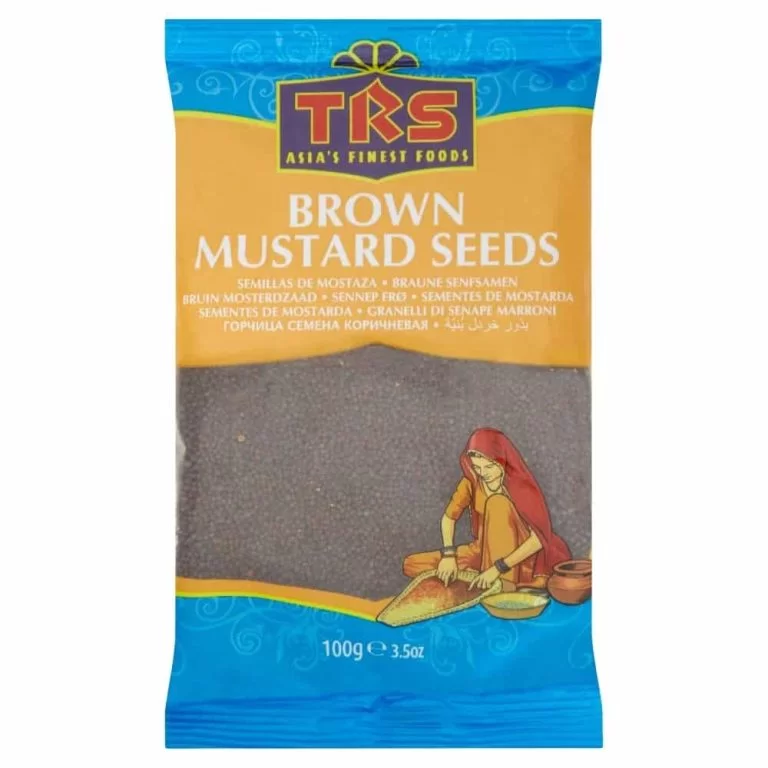 TRS
ASIA'S FINEST FOODS
BROWN
MUSTARD SEEDS
SEMILLAS DE MOSTAZA • BRAUNE SENFSAMEN
BRUIN MOSTERDZAAD • SENNEP FRØ • SEMENTES DE MOSTARDA
SEMENTES DE MOSTARDA • GRANELLI DI SENAPE MARRONI
ГОРЧИЦА СЕМЕНА КОРИЧНЕВАЯ • بذور خردل بُنيّة
100g ℮ 3.5oz